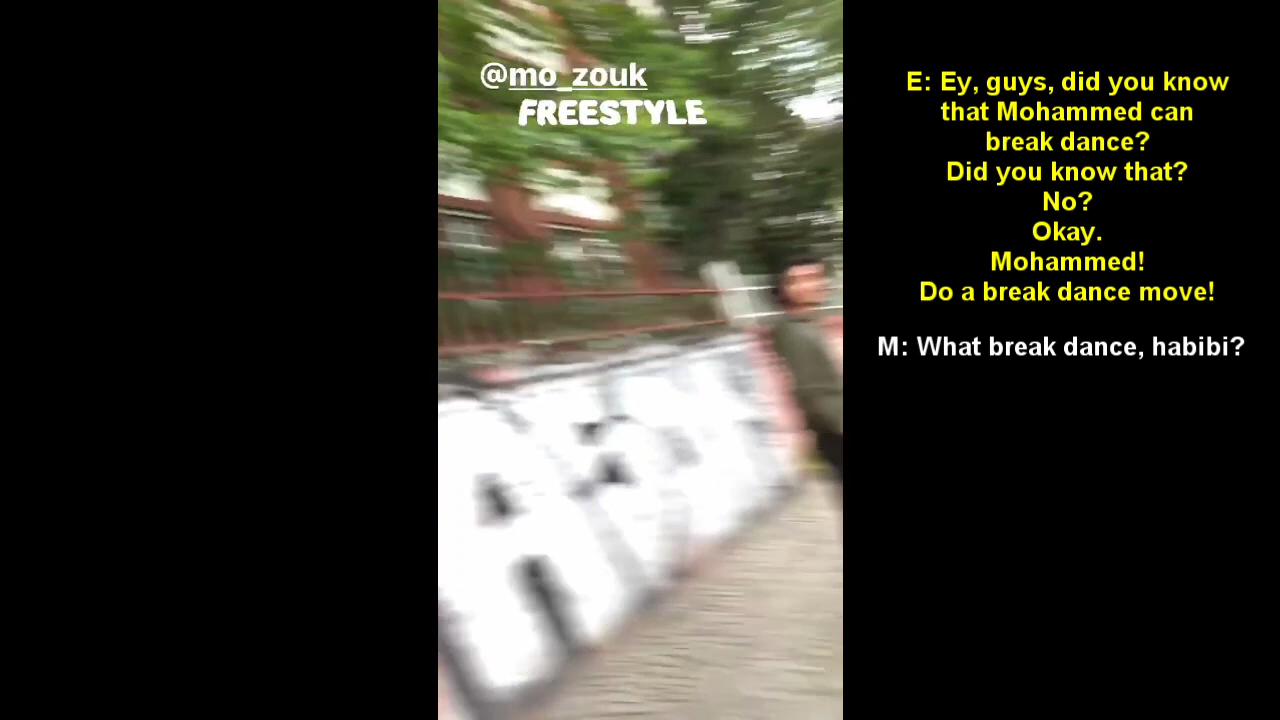 @mo_zouk
FREESTYLE
E: Ey, guys, did you know
that Mohammed can
break dance?
Did you know that?
No?
Okay.
Mohammed!
Do a break dance move!
M: What break dance, habibi?